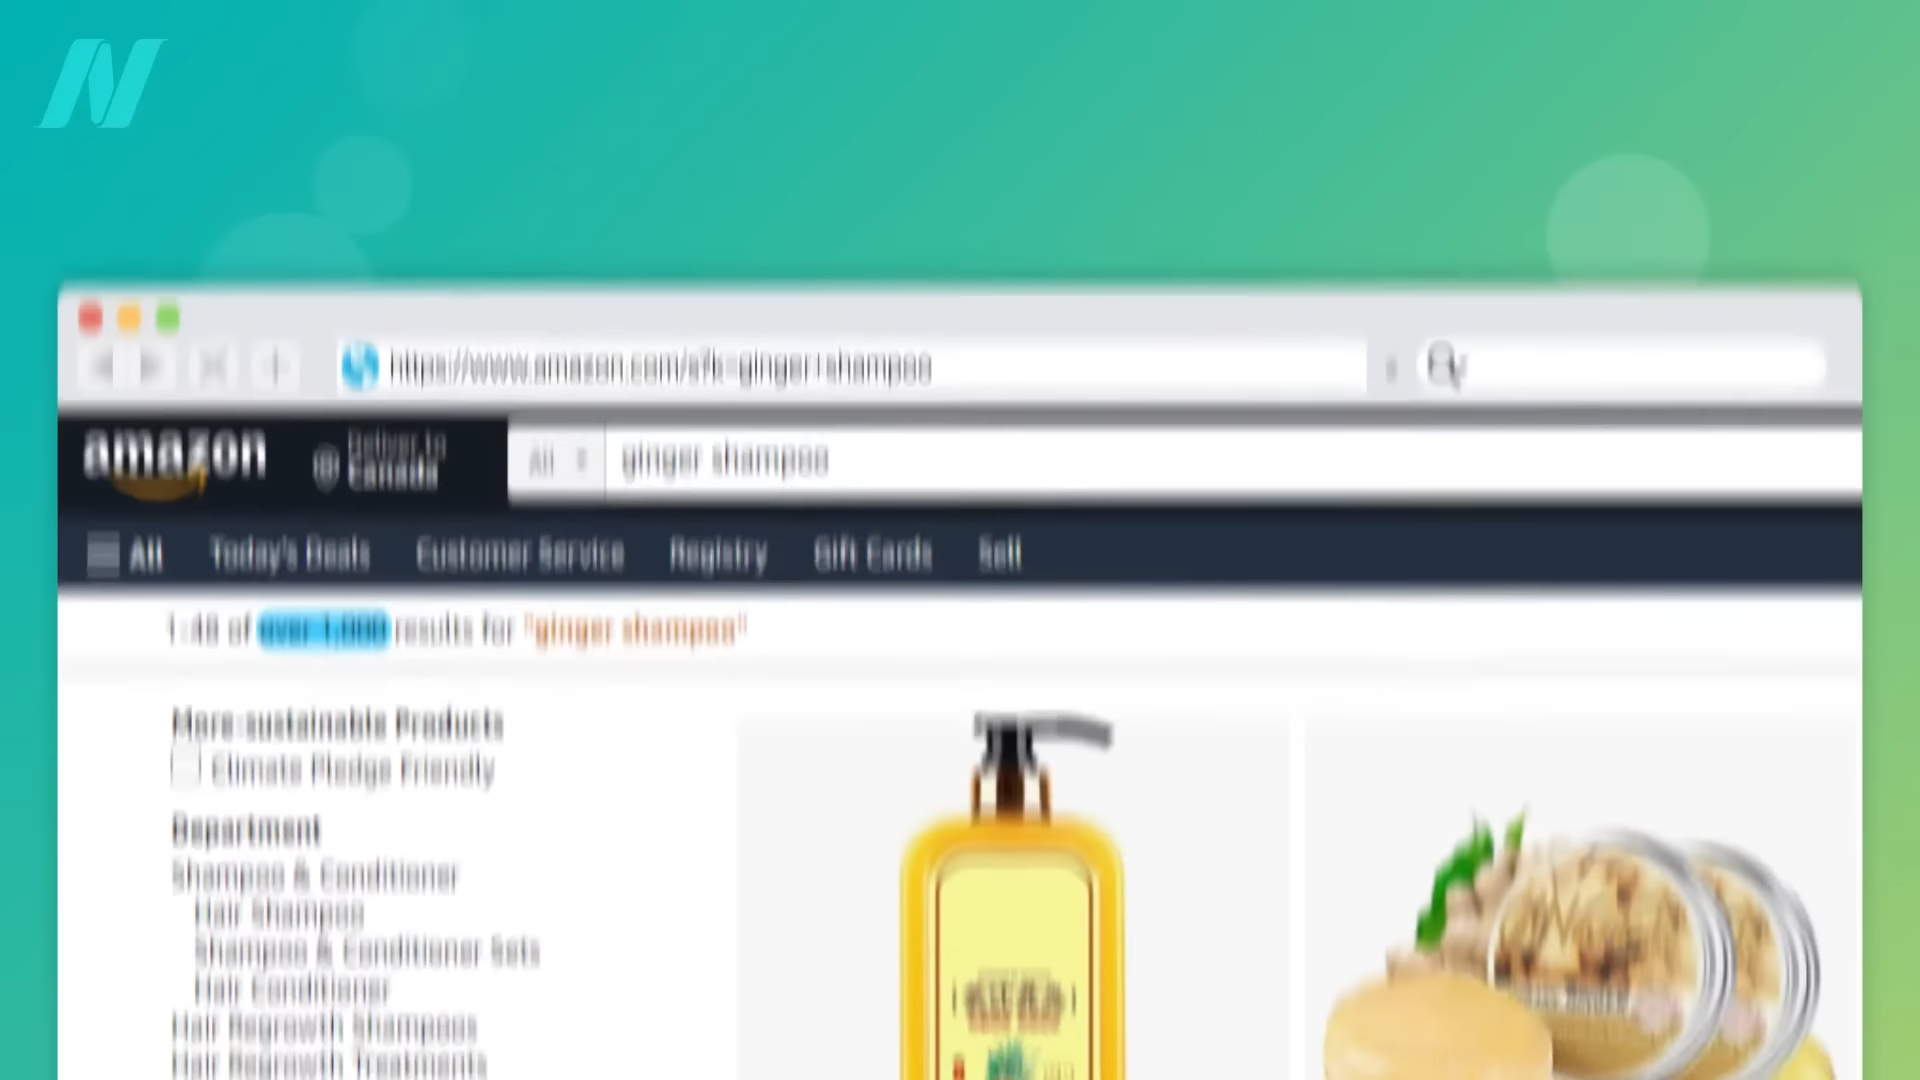 https://www.amazon.com/s?k=ginger+shampoo
amazon
Deliver to
Canada
All
ginger shampoo
All
Today's Deals
Customer Service
Registry
Gift Cards
Sell
1-48 of over 1,000 results for "ginger shampoo"
More-sustainable Products
Climate Pledge Friendly
Department
Shampoo & Conditioner
Hair Shampoo
Shampoo & Conditioner Sets
Hair Conditioner
Hair Regrowth Shampoos
Hair Regrowth Treatments